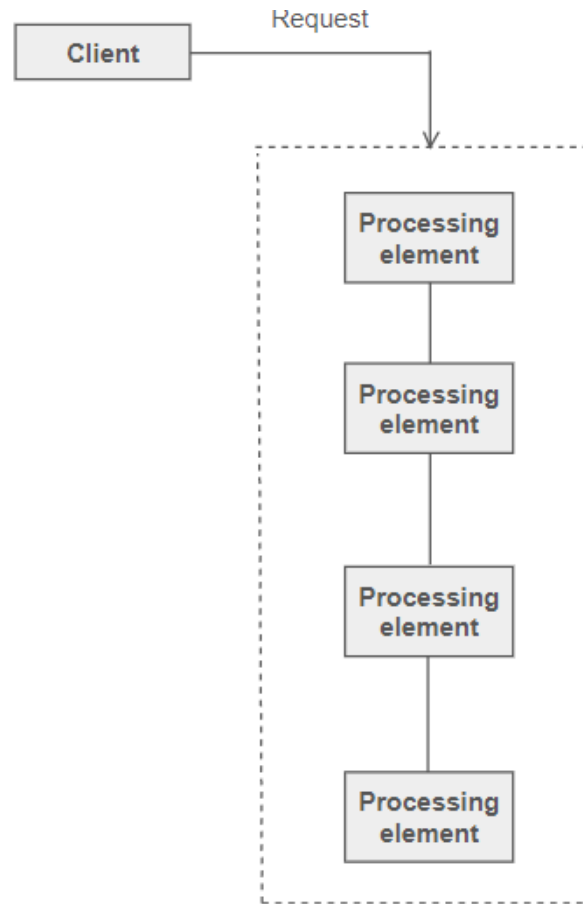 Request
Client
Processing
element
Processing
element
Processing
element
Processing
element